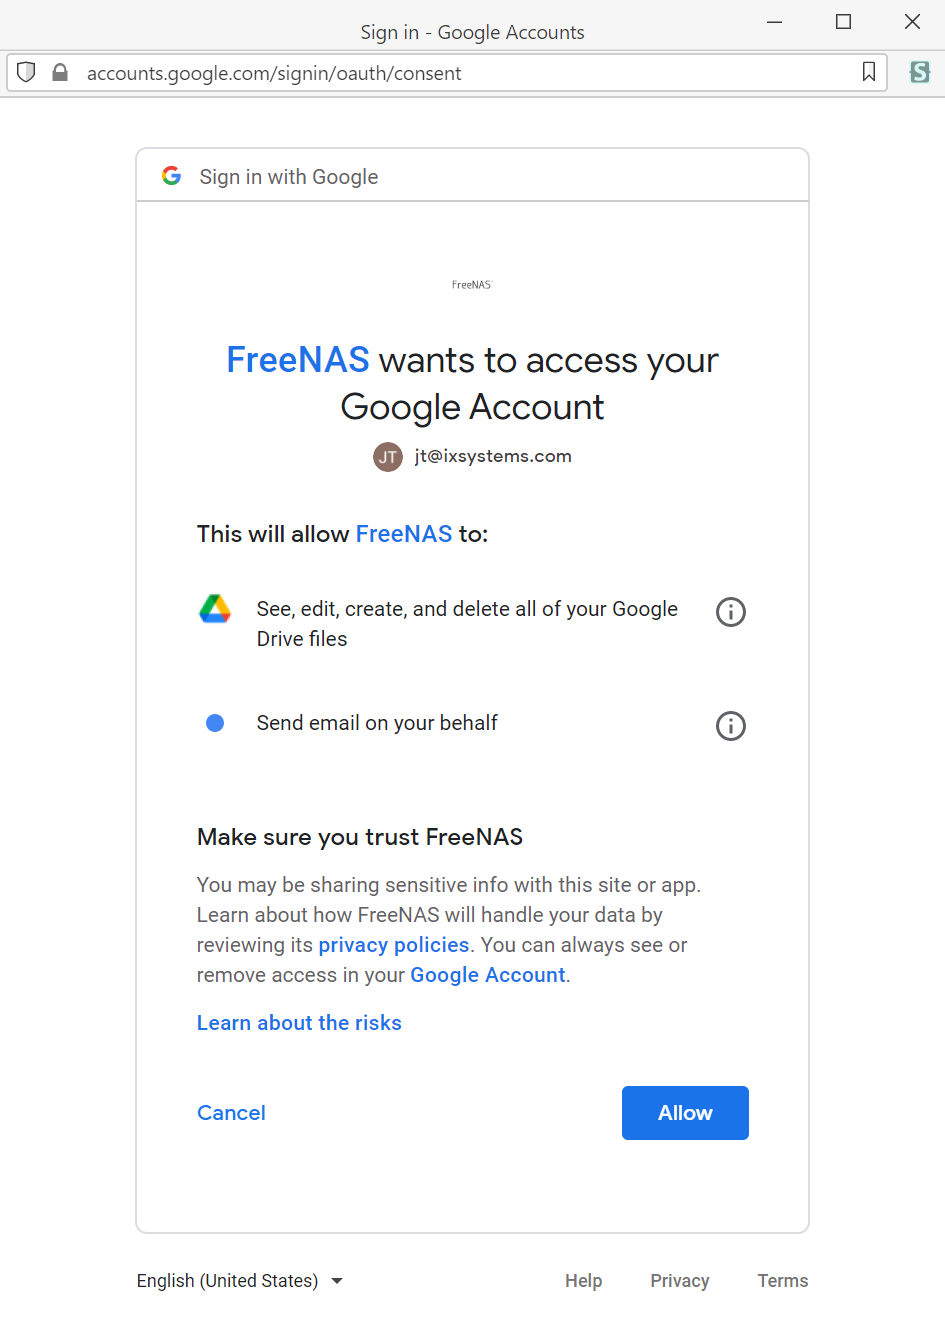 Sign in - Google Accounts
accounts.google.com/signin/oauth/consent
S
Sign in with Google
FreeNAS
FreeNAS wants to access your
Google Account
JT jt@ixsystems.com
This will allow FreeNAS to:
See, edit, create, and delete all of your Google
Drive files
Send email on your behalf
Make sure you trust FreeNAS
You may be sharing sensitive info with this site or app.
Learn about how FreeNAS will handle your data by
reviewing its privacy policies. You can always see or
remove access in your Google Account.
Learn about the risks
Cancel Allow
English (United States) Help Privacy Terms